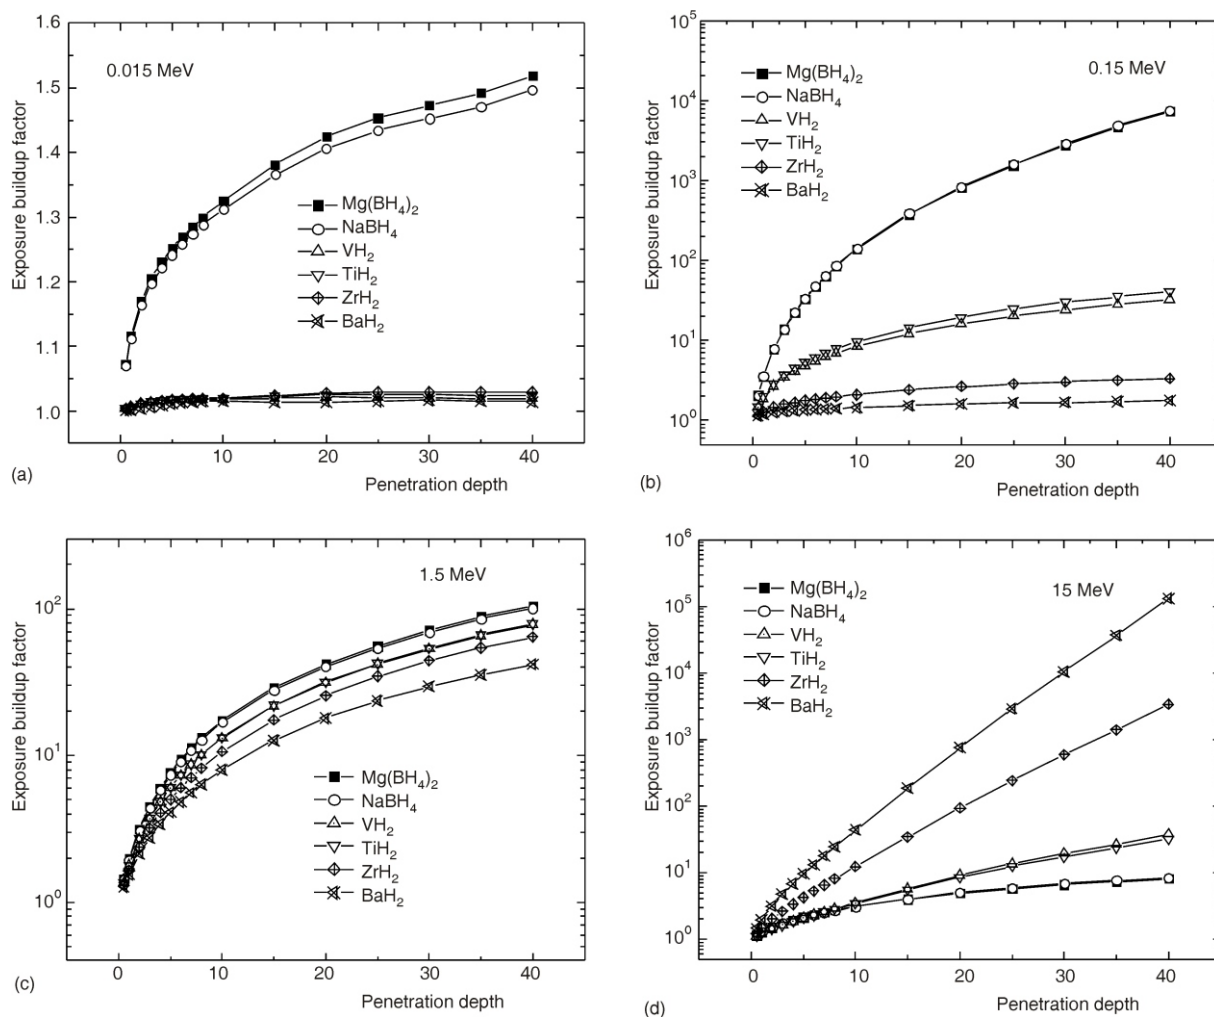 0.015 MeV
Exposure buildup factor
1.6
1.5
1.4
1.3
1.2
1.1
1.0
Mg(BH4)2
NaBH4
VH2
TiH2
ZrH2
BaH2
0 10 20 30 40
Penetration depth
(a)
0.15 MeV
Exposure buildup factor
10^5
10^4
10^3
10^2
10^1
10^0
Mg(BH4)2
NaBH4
VH2
TiH2
ZrH2
BaH2
0 10 20 30 40
Penetration depth
(b)
1.5 MeV
Exposure buildup factor
10^2
10^1
10^0
Mg(BH4)2
NaBH4
VH2
TiH2
ZrH2
BaH2
0 10 20 30 40
Penetration depth
(c)
15 MeV
Exposure buildup factor
10^6
10^5
10^4
10^3
10^2
10^1
10^0
Mg(BH4)2
NaBH4
VH2
TiH2
ZrH2
BaH2
0 10 20 30 40
Penetration depth
(d)